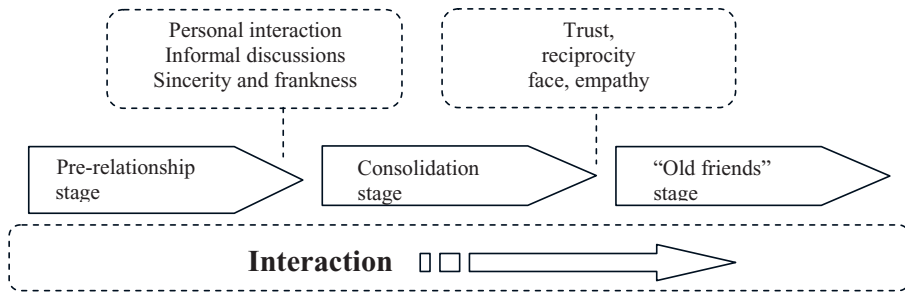 Personal interaction
Informal discussions
Sincerity and frankness
Trust,
reciprocity
face, empathy
Pre-relationship
stage
Consolidation
stage
“Old friends”
stage
Interaction